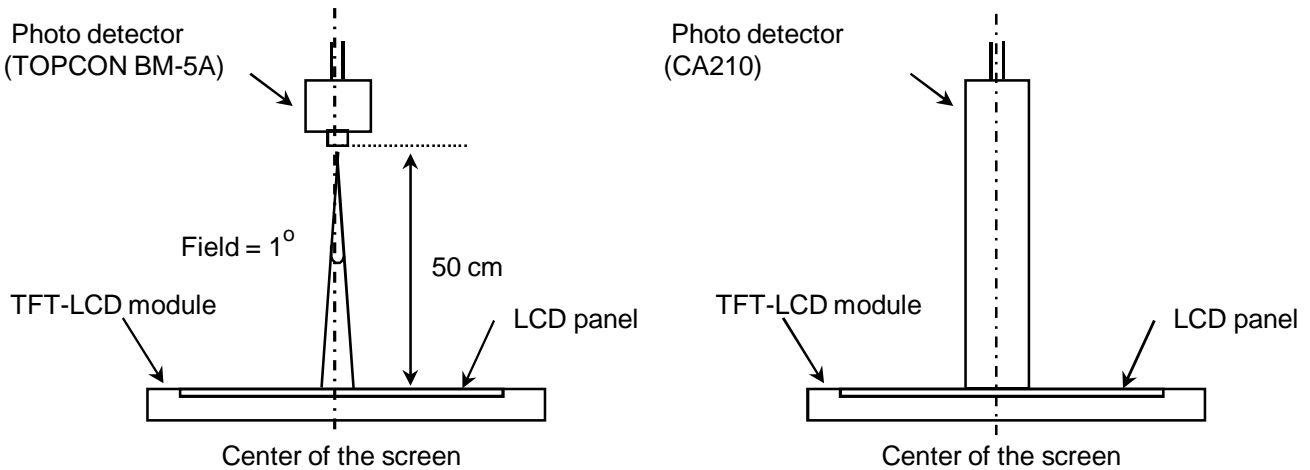 Photo detector
(TOPCON BM-5A)
Field = 1°
50 cm
TFT-LCD module
LCD panel
Center of the screen
Photo detector
(CA210)
TFT-LCD module
LCD panel
Center of the screen